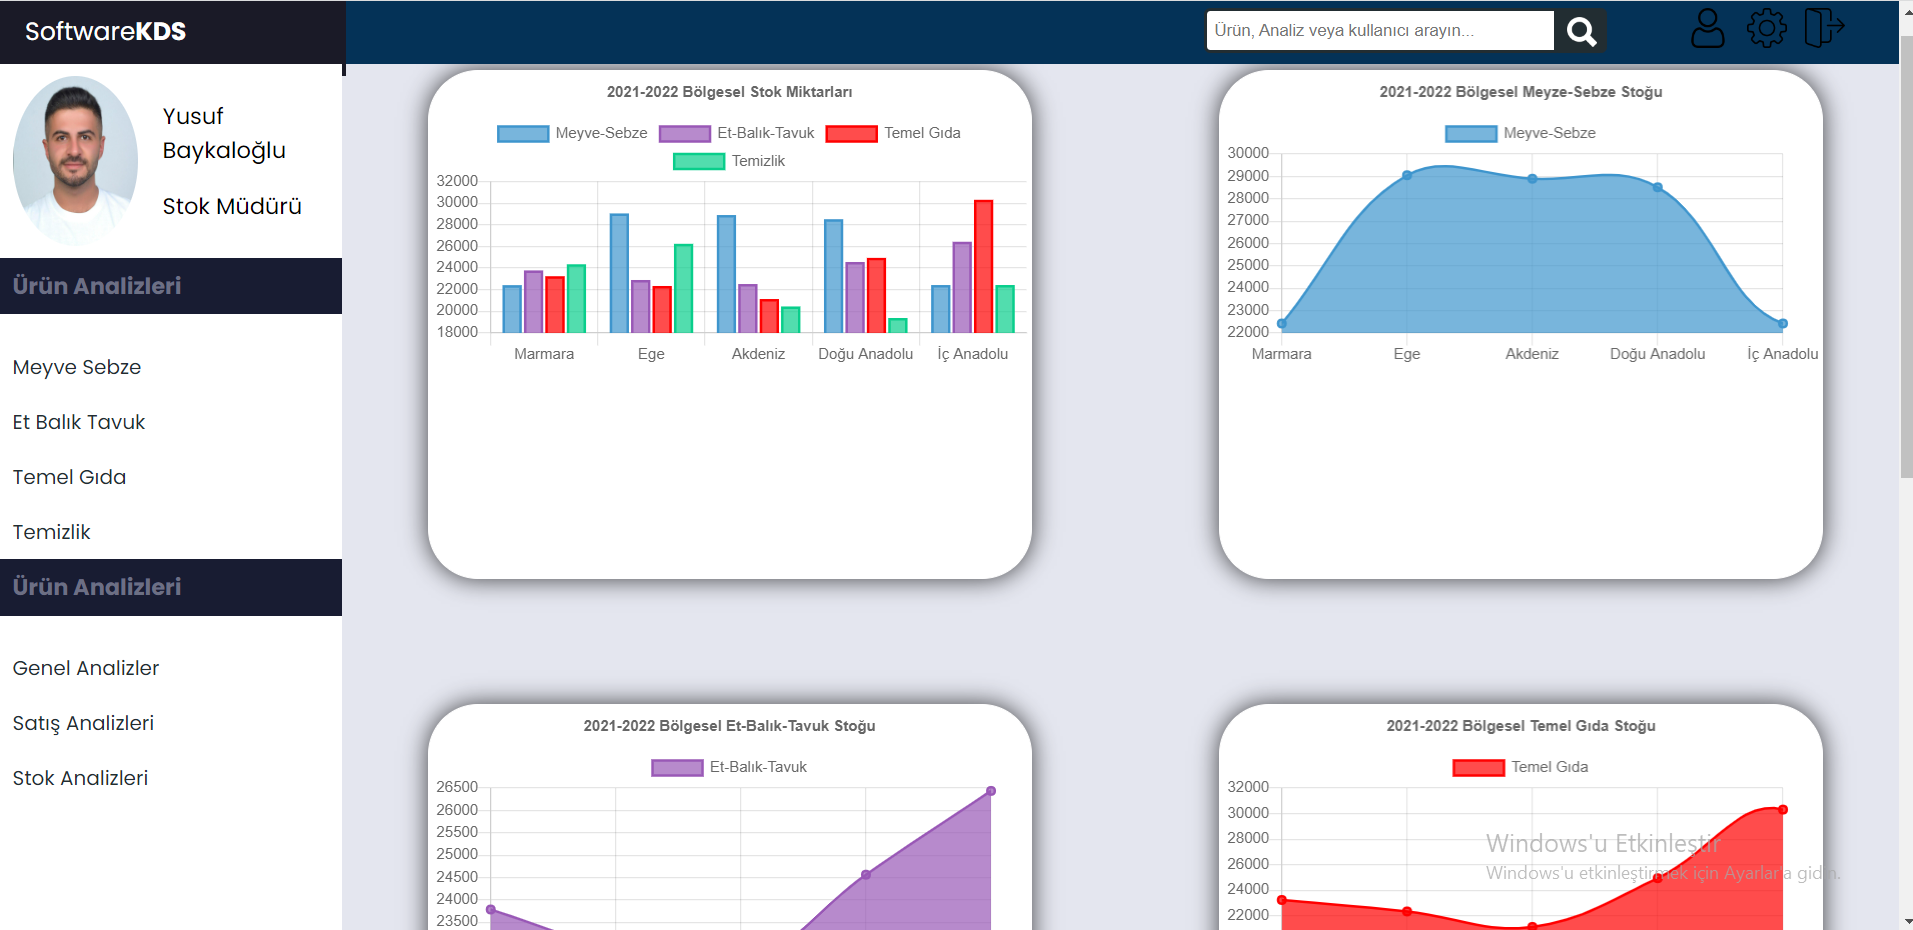 SoftwareKDS
Ürün, Analiz veya kullanıcı arayın...
Yusuf
Baykaloğlu
Stok Müdürü
Ürün Analizleri
Meyve Sebze
Et Balık Tavuk
Temel Gıda
Temizlik
Ürün Analizleri
Genel Analizler
Satış Analizleri
Stok Analizleri
2021-2022 Bölgesel Stok Miktarları
Meyve-Sebze Et-Balık-Tavuk Temel Gıda
Temizlik
32000
30000
28000
26000
24000
22000
20000
18000
Marmara Ege Akdeniz Doğu Anadolu İç Anadolu
2021-2022 Bölgesel Meyze-Sebze Stoğu
Meyve-Sebze
30000
29000
28000
27000
26000
25000
24000
23000
22000
Marmara Ege Akdeniz Doğu Anadolu İç Anadolu
2021-2022 Bölgesel Et-Balık-Tavuk Stoğu
Et-Balık-Tavuk
26500
26000
25500
25000
24500
24000
23500
2021-2022 Bölgesel Temel Gıda Stoğu
Temel Gıda
32000
30000
28000
26000
24000
22000
Windows'u Etkinleştir
Windows'u etkinleştirmek için Ayarlar'a gidin.